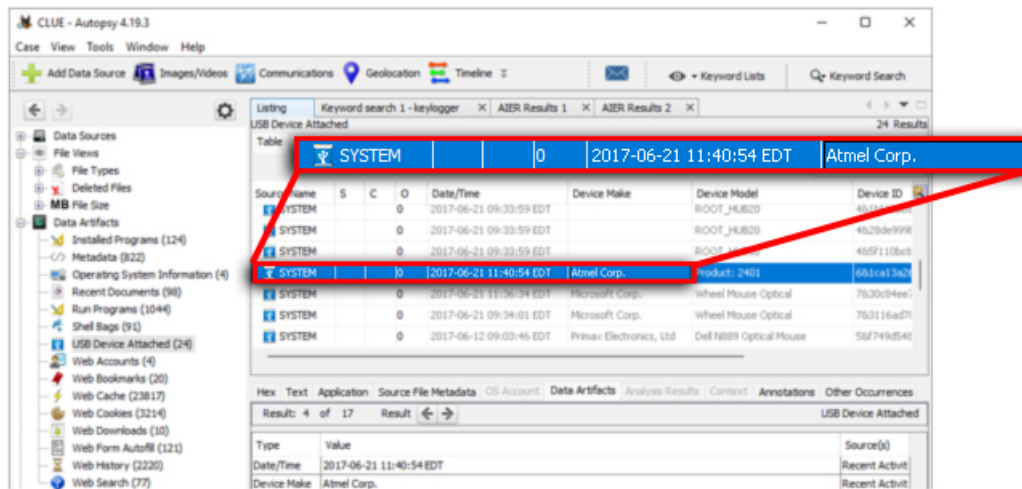 CLUE - Autopsy 4.19.3
Case View Tools Window Help
Add Data Source Images/Videos Communications Geolocation Timeline Keyword Lists Keyword Search
Listing Keyword search 1 - keylogger AIER Results 1 AIER Results 2
USB Device Attached 24 Results
Table
SYSTEM 0 2017-06-21 11:40:54 EDT Atmel Corp.
Source Name S C O Date/Time Device Make Device Model Device ID
SYSTEM 0 2017-06-21 09:33:59 EDT ROOT_HUB20
SYSTEM 0 2017-06-21 09:33:59 EDT ROOT_HUB20
SYSTEM 0 2017-06-21 09:33:59 EDT ROOT_HUB20
SYSTEM 0 2017-06-21 11:40:54 EDT Atmel Corp. Product: 2401
SYSTEM 0 2017-06-21 11:36:34 EDT Microsoft Corp. Wheel Mouse Optical
SYSTEM 0 2017-06-21 09:34:01 EDT Microsoft Corp. Wheel Mouse Optical
SYSTEM 0 2017-06-12 09:03:46 EDT Primax Electronics, Ltd Dell N889 Optical Mouse
Data Sources
File Views
File Types
Deleted Files
MB File Size
Data Artifacts
Installed Programs (124)
Metadata (822)
Operating System Information (4)
Recent Documents (98)
Run Programs (1044)
Shell Bags (91)
USB Device Attached (24)
Web Accounts (4)
Web Bookmarks (20)
Web Cache (23817)
Web Cookies (3214)
Web Downloads (10)
Web Form Autofill (121)
Web History (2220)
Web Search (77)
Hex Text Application Source File Metadata OS Account Data Artifacts Analysis Results Context Annotations Other Occurrences
Result: 4 of 17 Result USB Device Attached
Type Value Source(s)
Date/Time 2017-06-21 11:40:54 EDT Recent Activit
Device Make Atmel Corp. Recent Activit